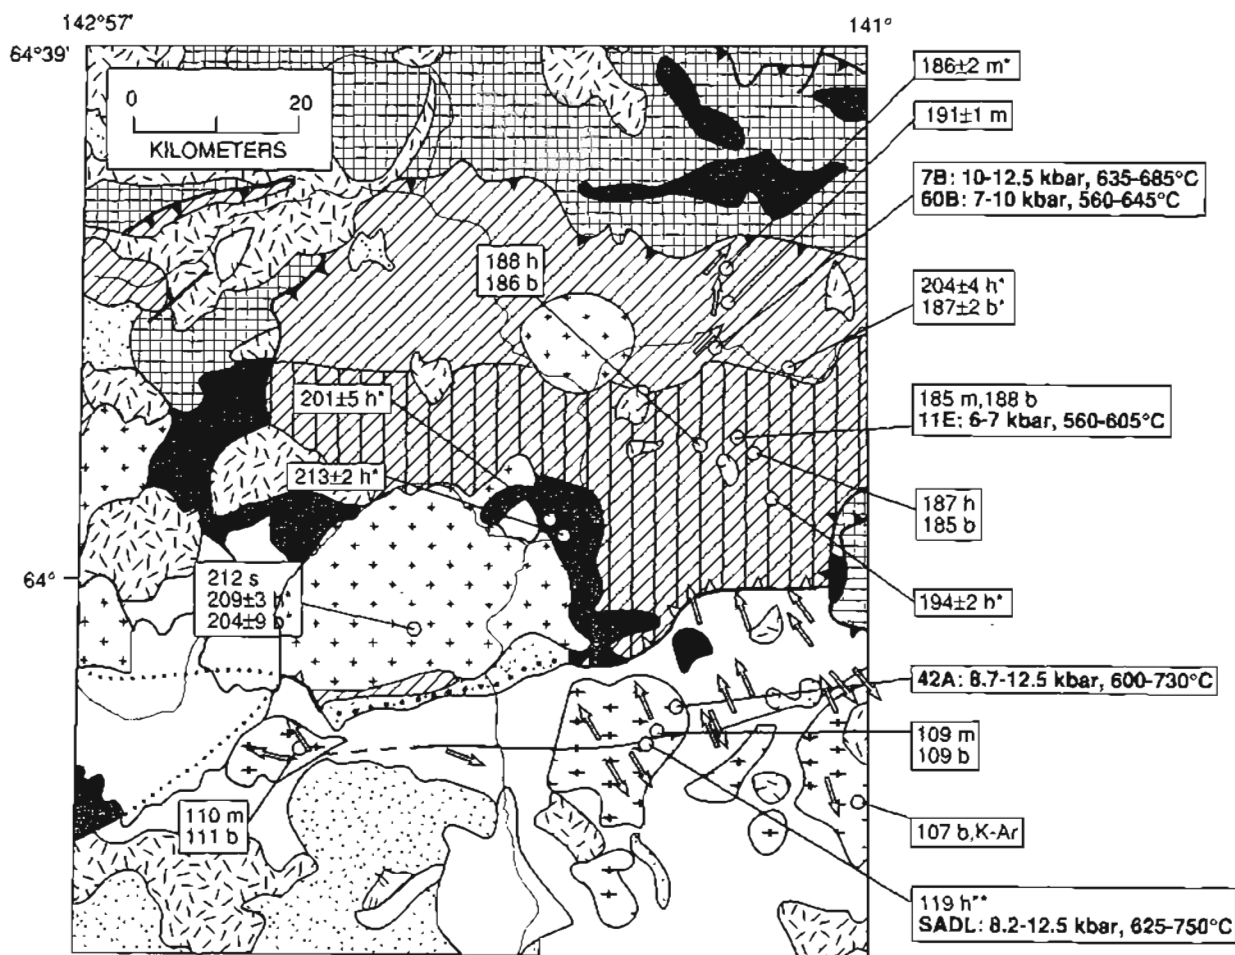 142°57'
141°
64°39'
0 20
KILOMETERS
186±2 m*
191±1 m
7B: 10-12.5 kbar, 635-685°C
60B: 7-10 kbar, 560-645°C
188 h
186 b
204±4 h*
187±2 b*
201±5 h*
185 m,188 b
11E: 6-7 kbar, 560-605°C
213±2 h*
187 h
185 b
64°
212 s
209±3 h*
204±9 b*
194±2 h*
42A: 8.7-12.5 kbar, 600-730°C
109 m
109 b
110 m
111 b
107 b,K-Ar
119 h**
SADL: 8.2-12.5 kbar, 625-750°C